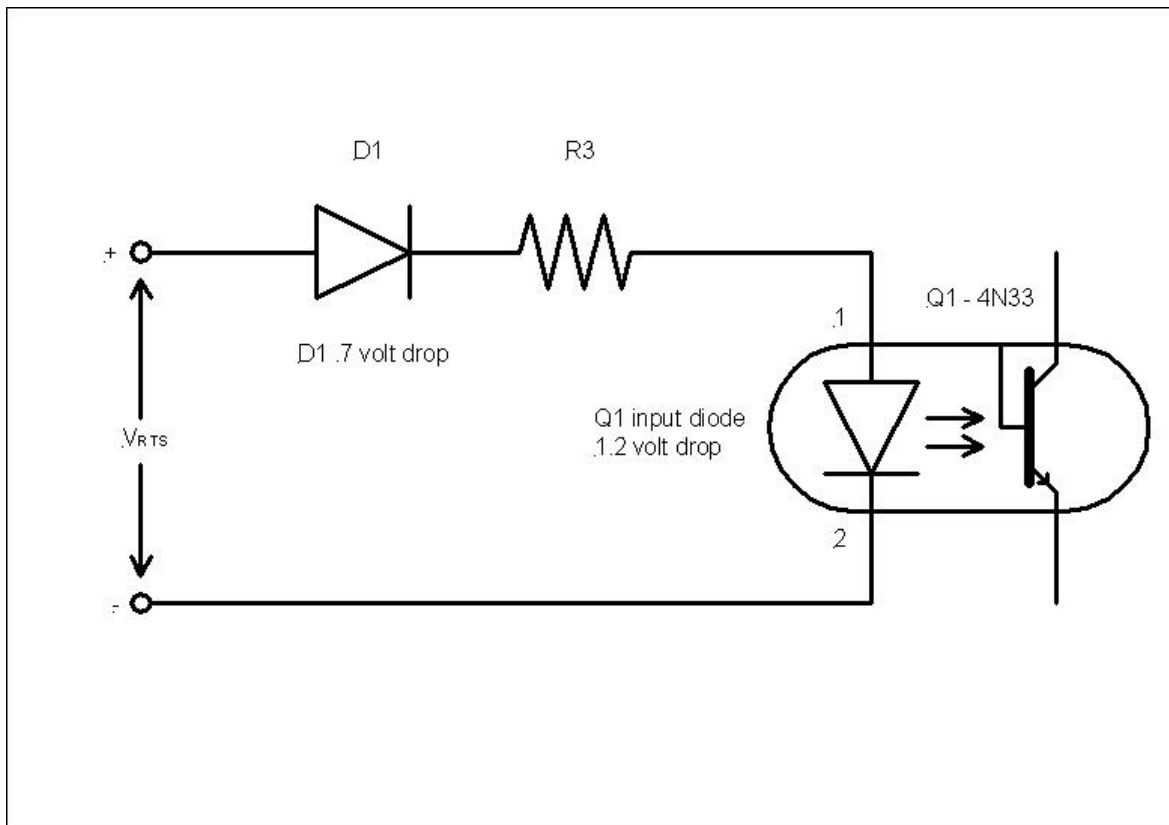 D1
R3
+
Q1 - 4N33
1
D1 .7 volt drop
Q1 input diode
1.2 volt drop
VRTS
2
-